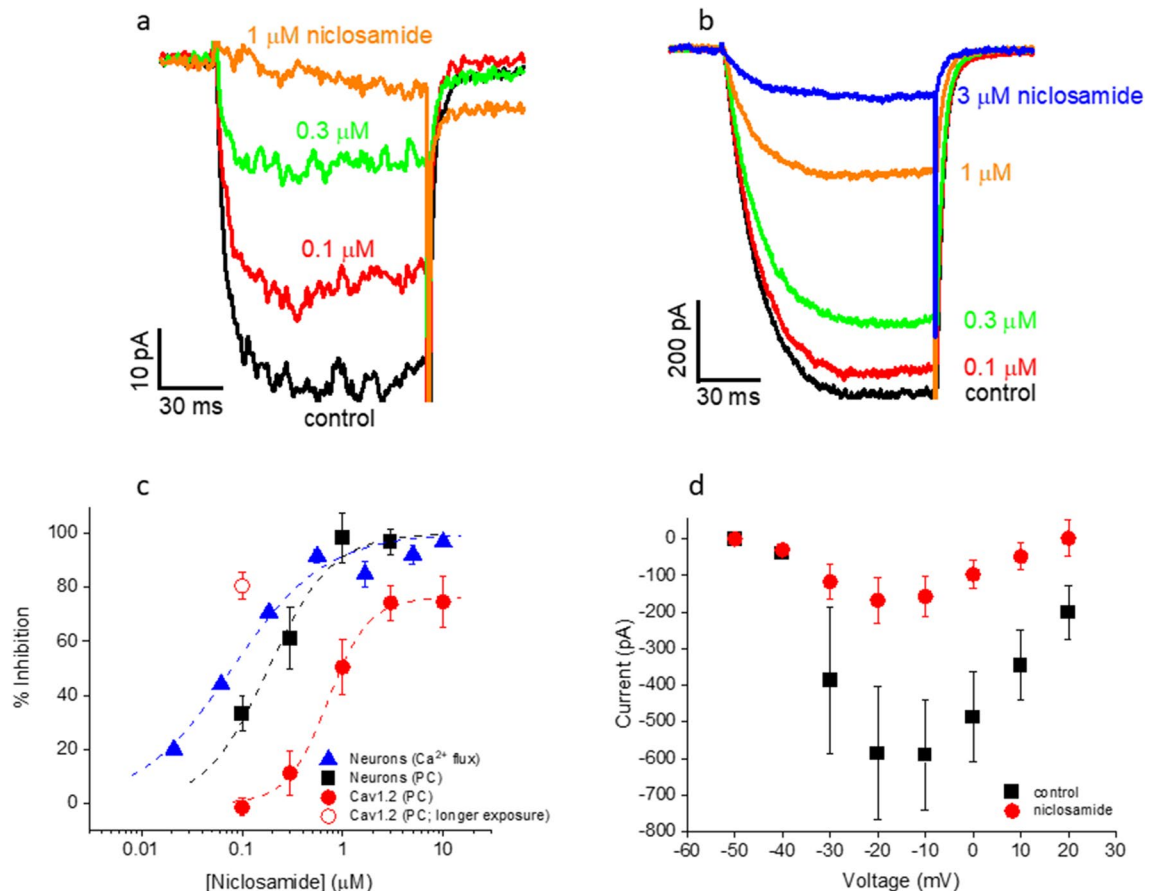 a
1 μM niclosamide
0.3 μM
0.1 μM
10 pA
30 ms
control
b
3 μM niclosamide
1 μM
0.3 μM
0.1 μM
control
200 pA
30 ms
c
% Inhibition
100
80
60
40
20
0
Neurons (Ca²⁺ flux)
Neurons (PC)
Cav1.2 (PC)
Cav1.2 (PC; longer exposure)
0.01 0.1 1 10
[Niclosamide] (μM)
d
Current (pA)
0
-100
-200
-300
-400
-500
-600
-700
-800
control
niclosamide
-60 -50 -40 -30 -20 -10 0 10 20 30
Voltage (mV)